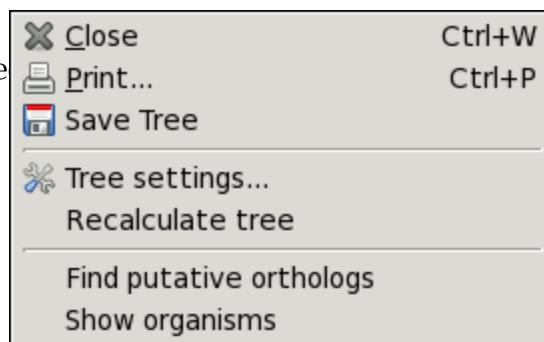 Close Ctrl+W
e
Print... Ctrl+P
Save Tree
Tree settings...
Recalculate tree
Find putative orthologs
Show organisms